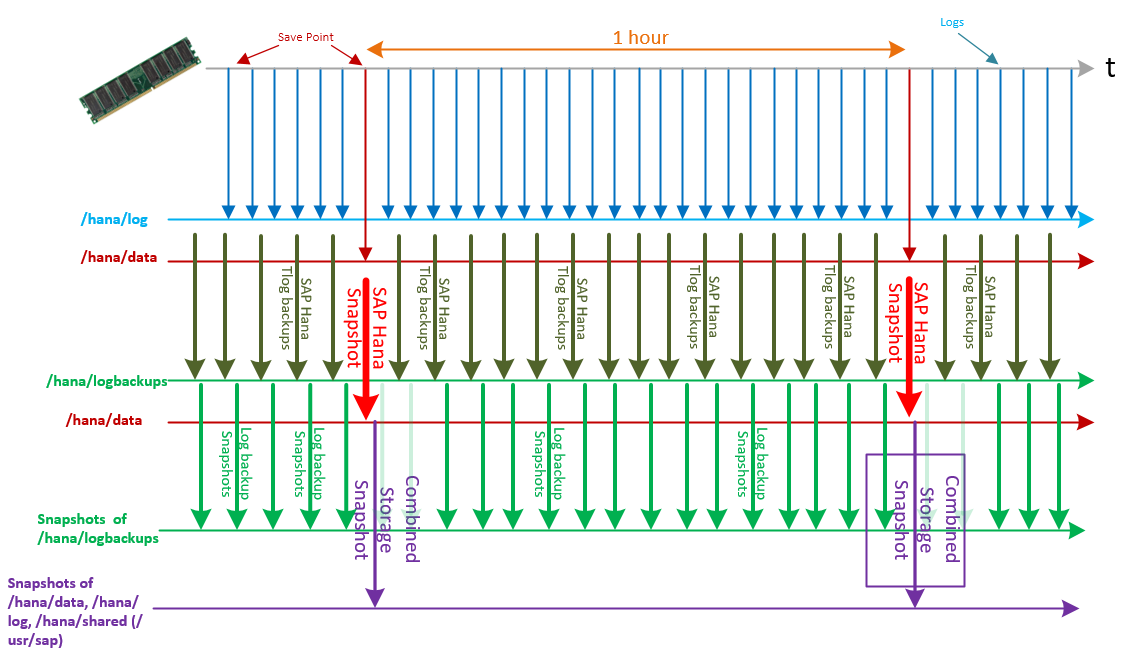 Save Point
1 hour
Logs
t
/hana/log
/hana/data
SAP Hana
Tlog backups
SAP Hana
Snapshot
SAP Hana
Tlog backups
SAP Hana
Tlog backups
SAP Hana
Tlog backups
SAP Hana
Tlog backups
SAP Hana
Snapshot
SAP Hana
Tlog backups
/hana/logbackups
/hana/data
Log backup
Snapshots
Log backup
Snapshots
Combined
Storage
Snapshot
Log backup
Snapshots
Log backup
Snapshots
Combined
Storage
Snapshot
Snapshots of
/hana/logbackups
Snapshots of
/hana/data, /hana/
log, /hana/shared (/
usr/sap)